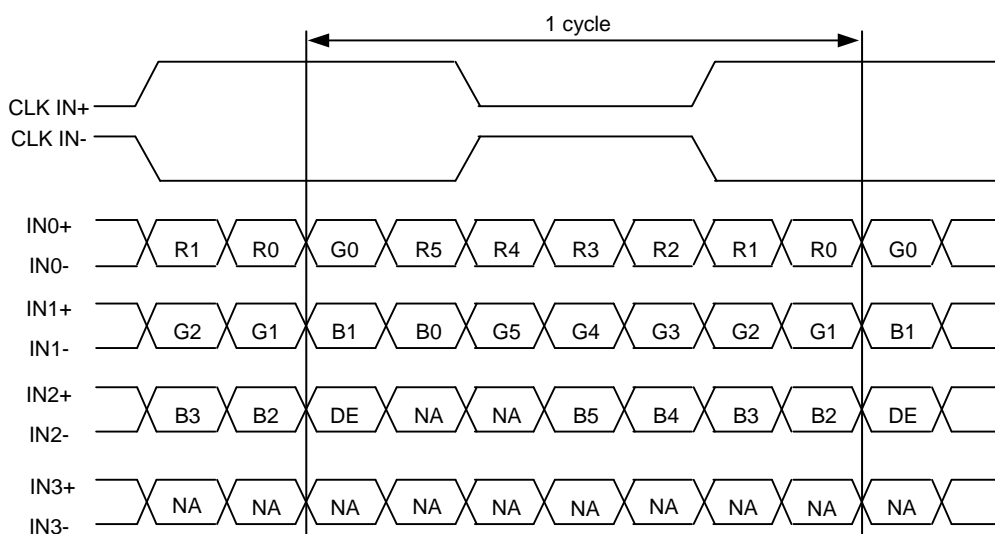 1 cycle
CLK IN+
CLK IN-
IN0+
R1 R0 G0 R5 R4 R3 R2 R1 R0 G0
IN0-
IN1+
G2 G1 B1 B0 G5 G4 G3 G2 G1 B1
IN1-
IN2+
B3 B2 DE NA NA B5 B4 B3 B2 DE
IN2-
IN3+
NA NA NA NA NA NA NA NA NA NA
IN3-